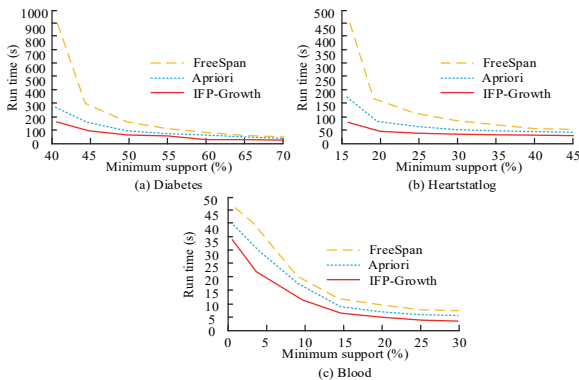 1000
900
800
700
600
500
400
300
200
100
0
Run time (s)
FreeSpan
Apriori
IFP-Growth
40 45 50 55 60 65 70
Minimum support (%)
(a) Diabetes
500
450
400
350
300
250
200
150
100
50
0
Run time (s)
FreeSpan
Apriori
IFP-Growth
15 20 25 30 35 40 45
Minimum support (%)
(b) Heartstatlog
50
45
40
35
30
25
20
15
10
5
0
Run time (s)
FreeSpan
Apriori
IFP-Growth
0 5 10 15 20 25 30
Minimum support (%)
(c) Blood